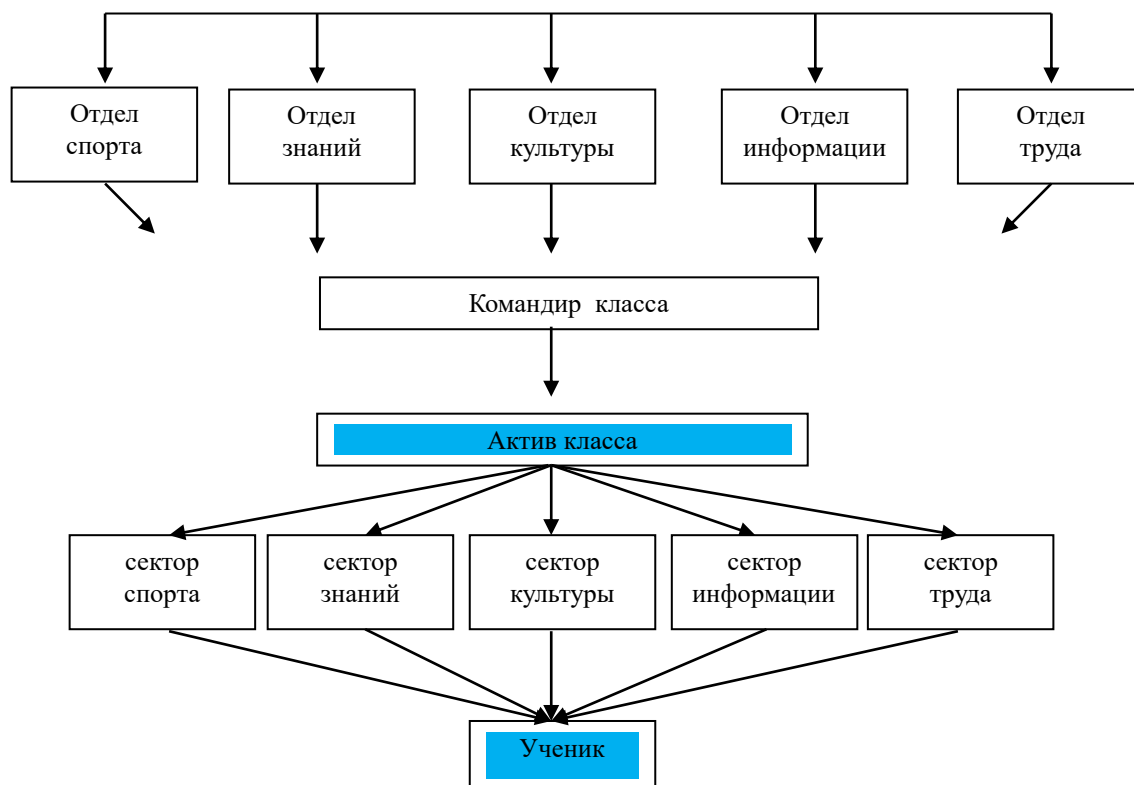 Отдел
спорта
Отдел
знаний
Отдел
культуры
Отдел
информации
Отдел
труда
Командир класса
Актив класса
сектор
спорта
сектор
знаний
сектор
культуры
сектор
информации
сектор
труда
Ученик